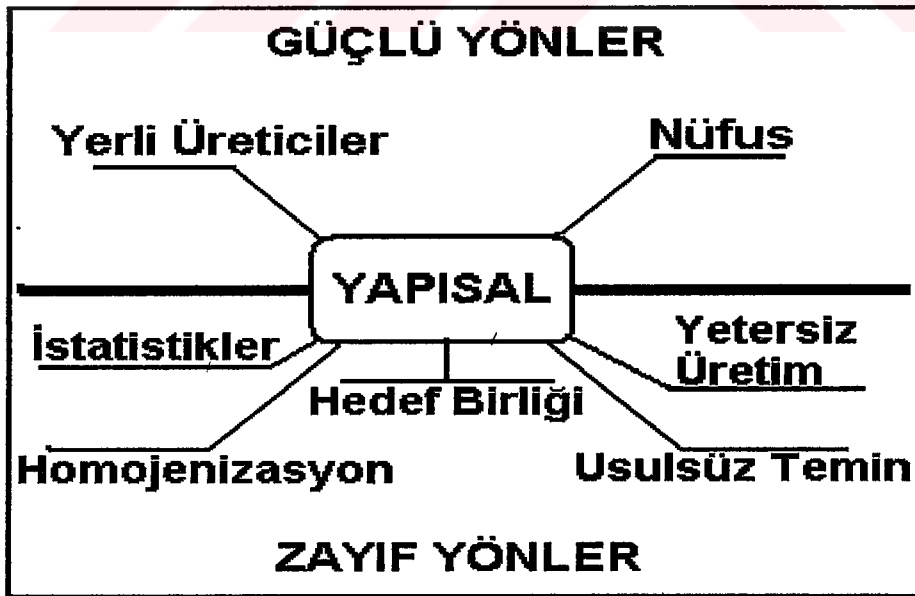 GÜÇLÜ YÖNLER
Yerli Üreticiler
Nüfus
YAPISAL
İstatistikler
Yetersiz
Üretim
Hedef Birliği
Homojenizasyon
Usulsüz Temin
ZAYIF YÖNLER